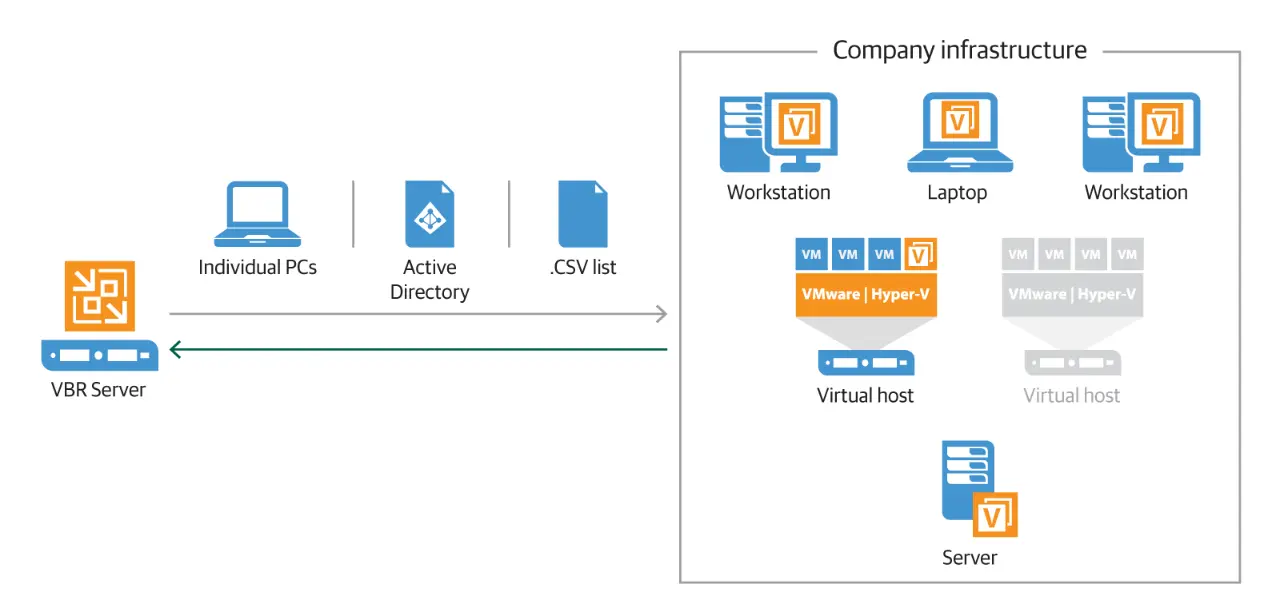 Company infrastructure
Workstation
Laptop
Workstation
Individual PCs
Active
Directory
.CSV list
VM VM VM V
VMware | Hyper-V
VM VM VM VM
VMware | Hyper-V
VBR Server
Virtual host
Virtual host
V
V
V
V
Server